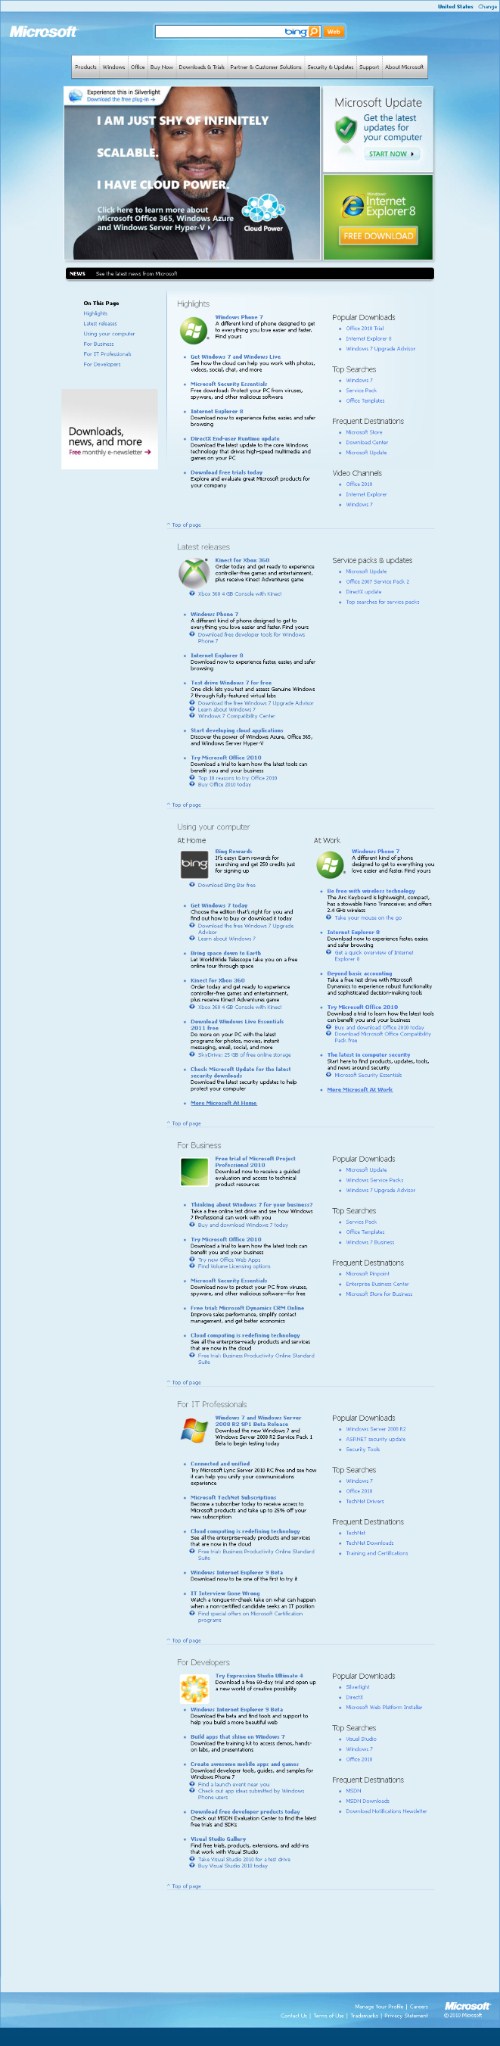 United States Change
Microsoft
bing Web
Products Windows Office Buy Now Downloads & Trials Partner & Customer Solutions Security & Updates Support About Microsoft
Experience this in Silverlight
Download the free plug-in
I AM JUST SHY OF INFINITELY
SCALABLE.
I HAVE CLOUD POWER.
Click here to learn more about
Microsoft Office 365, Windows Azure
and Windows Server Hyper-V
Cloud Power
Microsoft Update
Get the latest
updates for
your computer
START NOW
Windows
Internet
Explorer 8
FREE DOWNLOAD
NEWS See the latest news from Microsoft
On This Page
Highlights
Latest releases
Using your computer
For Business
For IT Professionals
For Developers
Downloads,
news, and more
Free monthly e-newsletter
Highlights
Windows Phone 7
A different kind of phone designed to get
to everything you love easier and faster.
Find yours
Get Windows 7 and Windows Live
See how the cloud can help you work with photos,
videos, social, chat, and more
Microsoft Security Essentials
Free download: Protect your PC from viruses,
spyware, and other malicious software
Internet Explorer 8
Download now to experience faster, easier, and safer
browsing
DirectX End-user Runtime update
Download the latest update to the core Windows
technology that drives high-speed multimedia and
games on your PC
Download free trials today
Explore and evaluate great Microsoft products for
your company
Popular Downloads
Office 2010 Trial
Internet Explorer 8
Windows 7 Upgrade Advisor
Top Searches
Windows 7
Service Pack
Office Templates
Frequent Destinations
Microsoft Store
Download Center
Microsoft Update
Video Channels
Office 2010
Internet Explorer
Windows 7
Top of page
Latest releases
Kinect for Xbox 360
Order today and get ready to experience
controller-free games and entertainment,
plus receive Kinect Adventures game
Xbox 360 4GB Console with Kinect
Windows Phone 7
A different kind of phone designed to get to
everything you love easier and faster. Find yours
Download free developer tools for Windows
Phone 7
Internet Explorer 8
Download now to experience faster, easier, and safer
browsing
Test drive Windows 7 for free
One click lets you test and assess Genuine Windows
7 through fully-featured virtual labs
Download the free Windows 7 Upgrade Advisor
Learn about Windows 7
Windows 7 Compatibility Center
Start developing cloud applications
Discover the power of Windows Azure, Office 365,
and Windows Server Hyper-V
Try Microsoft Office 2010
Download a trial to learn how the latest tools can
benefit you and your business
Top 10 reasons to try Office 2010
Buy Office 2010 today
Service packs & updates
Microsoft Update
Office 2007 Service Pack 2
DirectX update
Top searches for service packs
Top of page
Using your computer
At Home
bing
Bing Rewards
It's easy! Earn rewards for
searching and get 250 credits just
for signing up
Download Bing Bar free
Get Windows 7 today
Choose the edition that's right for you and
find out how to buy or download it today
Download the free Windows 7 Upgrade
Advisor
Learn about Windows 7
Bring space down to Earth
Let WorldWide Telescope take you on a free
online tour through space
Kinect for Xbox 360
Order today and get ready to experience
controller-free games and entertainment,
plus receive Kinect Adventures game
Xbox 360 4GB Console with Kinect
Download Windows Live Essentials
2011 free
Do more on your PC with the latest
programs for photos, movies, instant
messaging, email, social, and more
SkyDrive: 25 GB of free online storage
Check Microsoft Update for the latest
security downloads
Download the latest security updates to help
protect your computer
More Microsoft At Home
At Work
Windows Phone 7
A different kind of phone
designed to get to everything you
love easier and faster. Find yours
Go free with wireless technology
The Arc Keyboard is lightweight, compact,
has a stowable Nano Transceiver, and offers
2.4 GHz wireless
Take your mouse on the go
Internet Explorer 8
Download now to experience faster, easier,
and safer browsing
Get a quick overview of Internet
Explorer 8
Beyond basic accounting
Take a free test drive with Microsoft
Dynamics to experience robust functionality
and sophisticated decision-making tools
Try Microsoft Office 2010
Download a trial to learn how the latest tools
can benefit you and your business
Buy and download Office 2010 today
Download Microsoft Office Compatibility
Pack free
The latest in computer security
Start here to find products, updates, tools,
and news around security
Microsoft Security Essentials
More Microsoft At Work
Top of page
For Business
Free trial of Microsoft Project
Professional 2010
Download now to receive a guided
evaluation and access to technical
product resources
Thinking about Windows 7 for your business?
Take a free online test drive and see how Windows
7 Professional can work with you
Buy and download Windows 7 today
Try Microsoft Office 2010
Download a trial to learn how the latest tools can
benefit you and your business
Try new Office Web Apps
Find Volume Licensing options
Microsoft Security Essentials
Download now to protect your PC from viruses,
spyware, and other malicious software—for free
Free trial: Microsoft Dynamics CRM Online
Improve sales performance, simplify contact
management, and get better economics
Cloud computing is redefining technology
See all the enterprise-ready products and services
that are now in the cloud
Free trial: Business Productivity Online Standard
Suite
Popular Downloads
Microsoft Update
Windows Service Packs
Windows 7 Upgrade Advisor
Top Searches
Service Pack
Office Templates
Windows 7 Business
Frequent Destinations
Microsoft Pinpoint
Enterprise Business Center
Microsoft Store for Business
Top of page
For IT Professionals
Windows 7 and Windows Server
2008 R2 SP1 Beta Release
Download the new Windows 7 and
Windows Server 2008 R2 Service Pack 1
Beta to begin testing today
Connected and unified
Try Microsoft Lync Server 2010 RC free and see how
it can help you unify your communications
experience
Microsoft TechNet Subscriptions
Become a subscriber today to receive access to
Microsoft products and take up to 25% off your
new subscription
Cloud computing is redefining technology
See all the enterprise-ready products and services
that are now in the cloud
Free trial: Business Productivity Online Standard
Suite
Windows Internet Explorer 9 Beta
Download now to be one of the first to try it
IT Interview Gone Wrong
Watch a tongue-in-cheek take on what can happen
when a non-certified candidate seeks an IT position
Find special offers on Microsoft Certification
programs
Popular Downloads
Windows Server 2008 R2
ASP.NET security update
Security Tools
Top Searches
Windows 7
Office 2010
TechNet Drivers
Frequent Destinations
TechNet
TechNet Downloads
Training and Certifications
Top of page
For Developers
Try Expression Studio Ultimate 4
Download a free 60-day trial and open up
a new world of creative possibility
Windows Internet Explorer 9 Beta
Download the beta and find tools and support to
help you build a more beautiful web
Build apps that shine on Windows 7
Download the training kit to access demos, hands-
on labs, and presentations
Create awesome mobile apps and games
Download developer tools, guides, and samples for
Windows Phone 7
Find a launch event near you
Check out app ideas submitted by Windows
Phone users
Download free developer products today
Check out MSDN Evaluation Center to find the latest
free trials and SDKs
Visual Studio Gallery
Find free trials, products, extensions, and add-ins
that work with Visual Studio
Take Visual Studio 2010 for a test drive
Buy Visual Studio 2010 today
Popular Downloads
Silverlight
DirectX
Microsoft Web Platform Installer
Top Searches
Visual Studio
Windows 7
Office 2010
Frequent Destinations
MSDN
MSDN Downloads
Download Notifications Newsletter
Top of page
Manage Your Profile | Careers
Contact Us | Terms of Use | Trademarks | Privacy Statement
Microsoft
© 2010 Microsoft